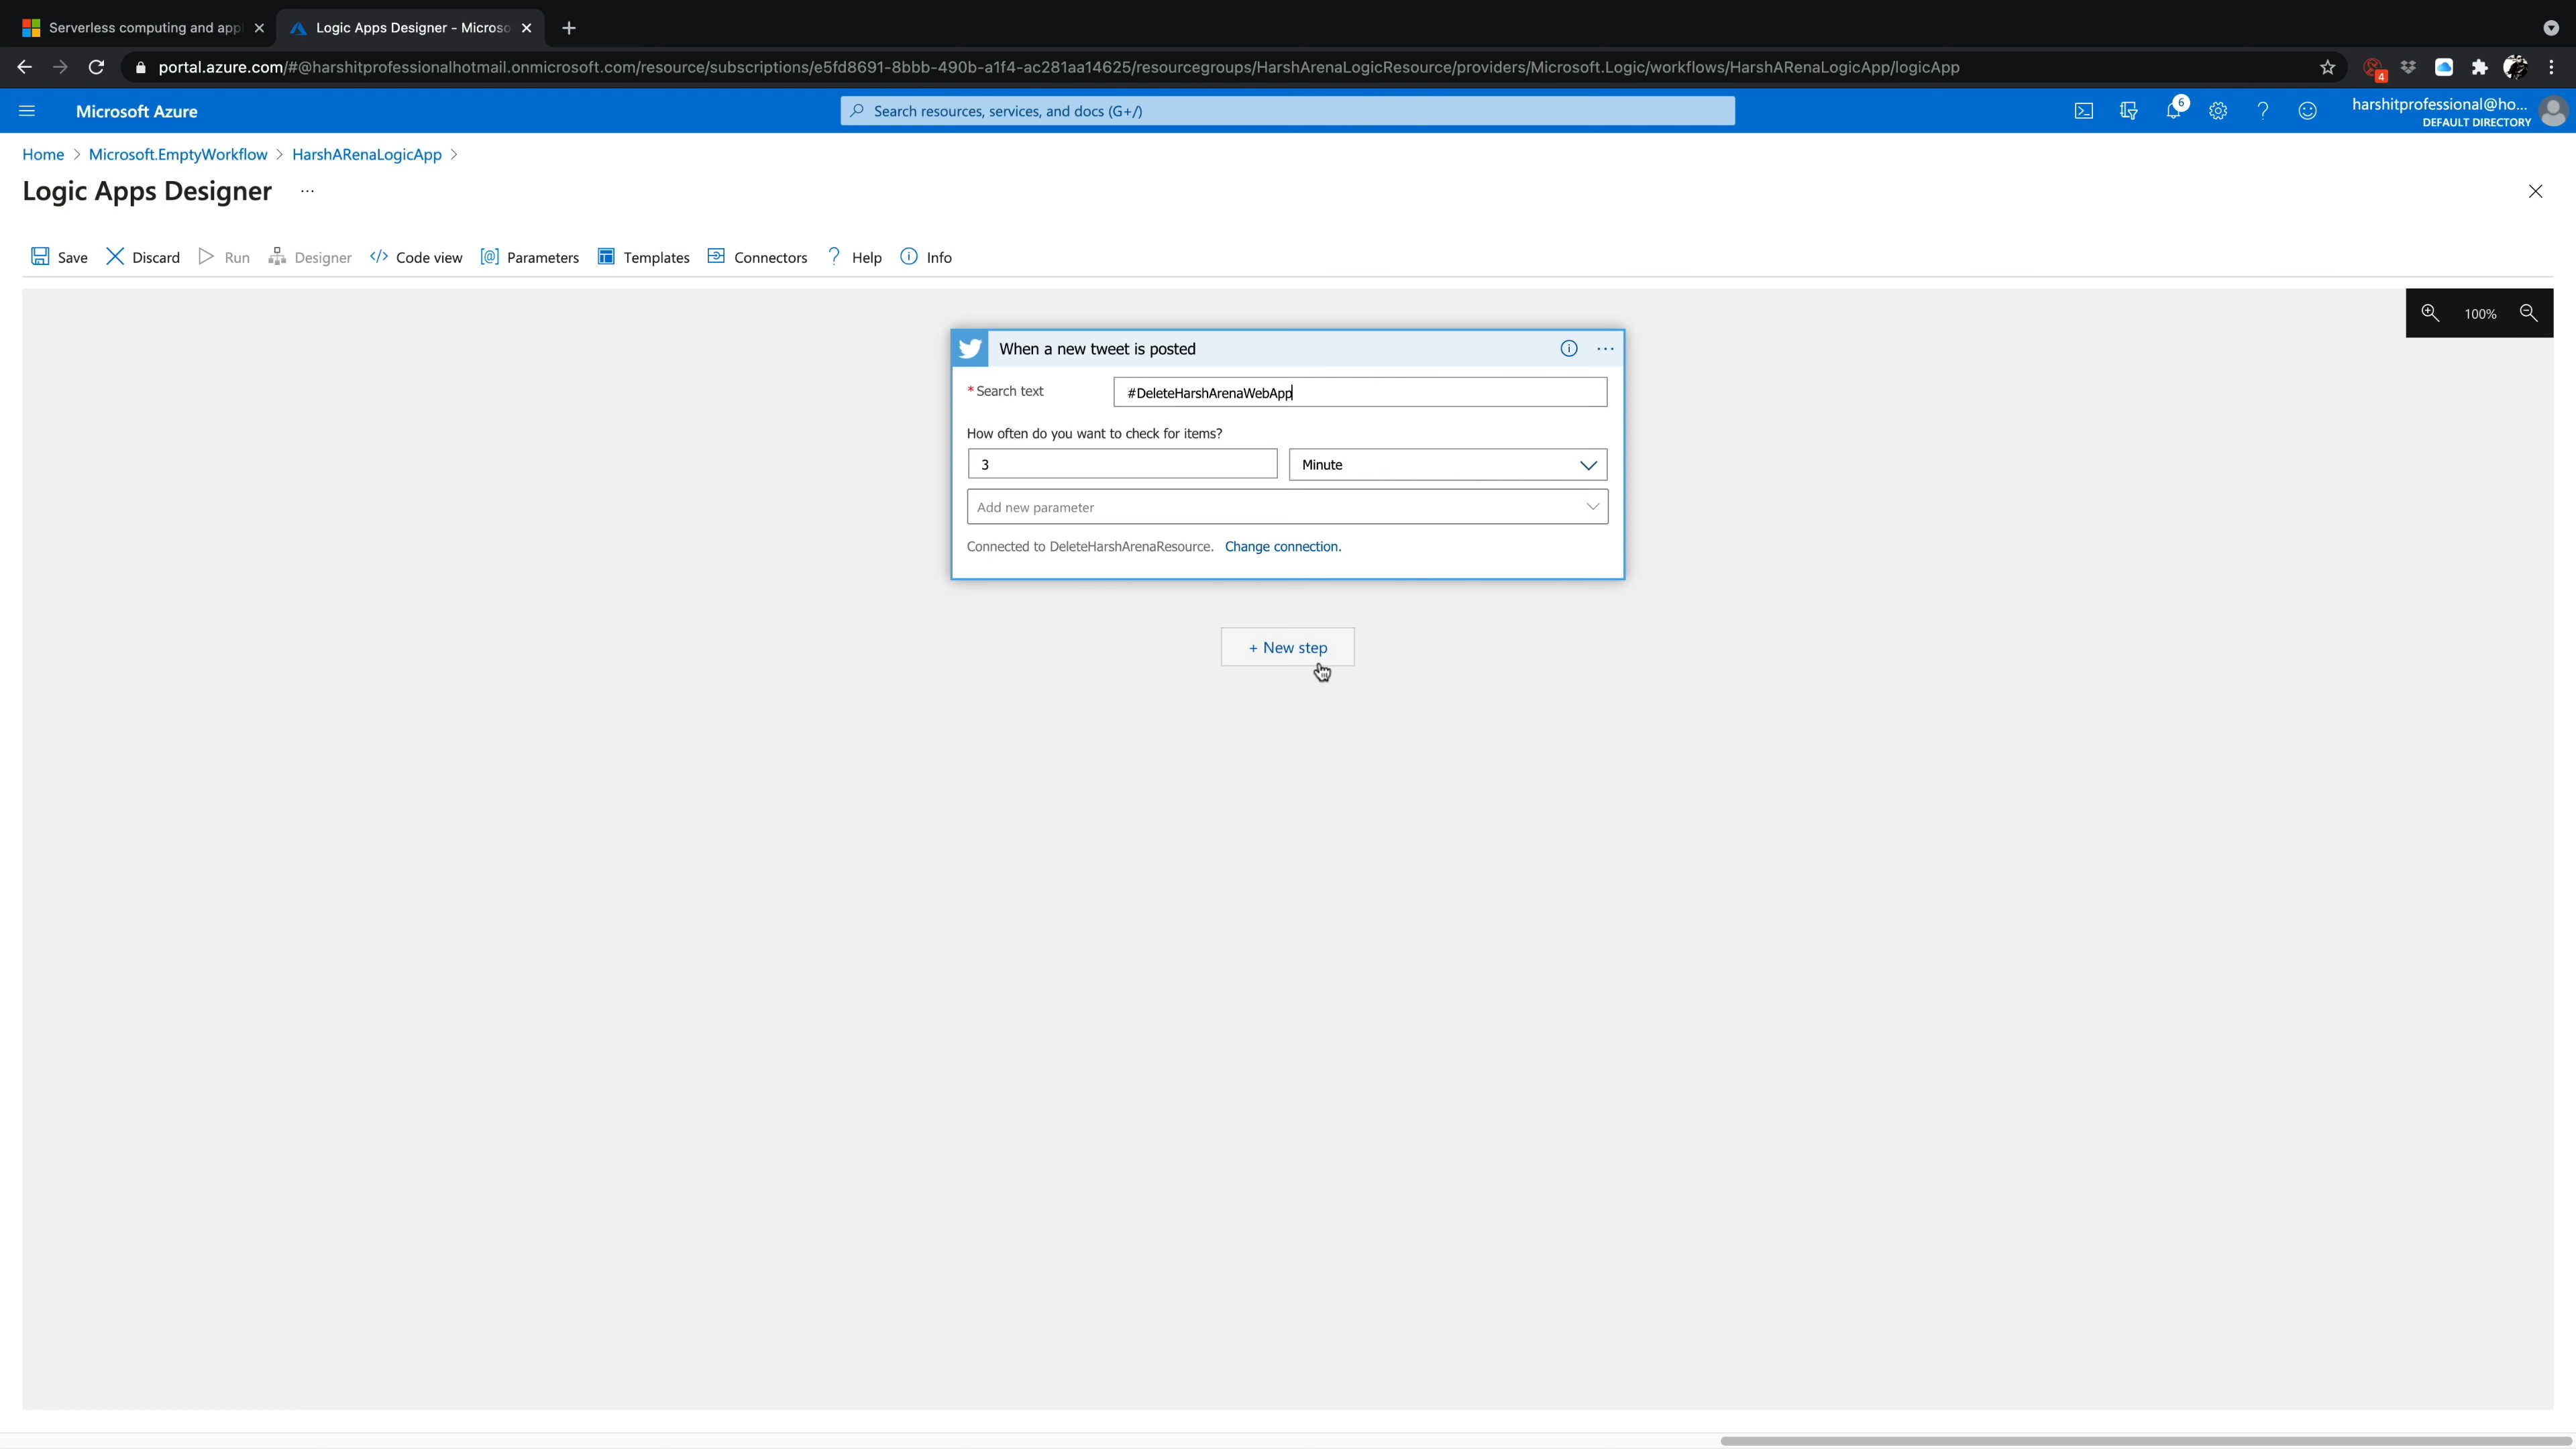 Serverless computing and appl
Logic Apps Designer - Microso
portal.azure.com/#@harshitprofessionalhotmail.onmicrosoft.com/resource/subscriptions/e5fd8691-8bbb-490b-a1f4-ac281aa14625/resourcegroups/HarshArenaLogicResource/providers/Microsoft.Logic/workflows/HarshARenaLogicApp/logicApp
4
Microsoft Azure
Search resources, services, and docs (G+/)
6
harshitprofessional@ho...
DEFAULT DIRECTORY
Home > Microsoft.EmptyWorkflow > HarshARenaLogicApp >
Logic Apps Designer ...
Save Discard Run Designer </> Code view [@] Parameters Templates Connectors ? Help Info
100%
When a new tweet is posted
* Search text
#DeleteHarshArenaWebApp
How often do you want to check for items?
3
Minute
Add new parameter
Connected to DeleteHarshArenaResource. Change connection.
+ New step